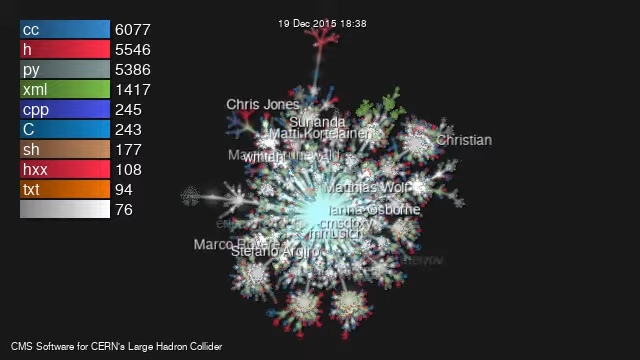 19 Dec 2015 18:38
cc 6077
h 5546
py 5386
xml 1417
cpp 245
C 243
sh 177
hxx 108
txt 94
76
Chris Jones
Sunanda
Matti Kortelainen
winfan
Christian
Matthias Wolf
Ianna Osborne
cmsdoxy
Marco Rovere
Stefano Argiro
CMS Software for CERN's Large Hadron Collider